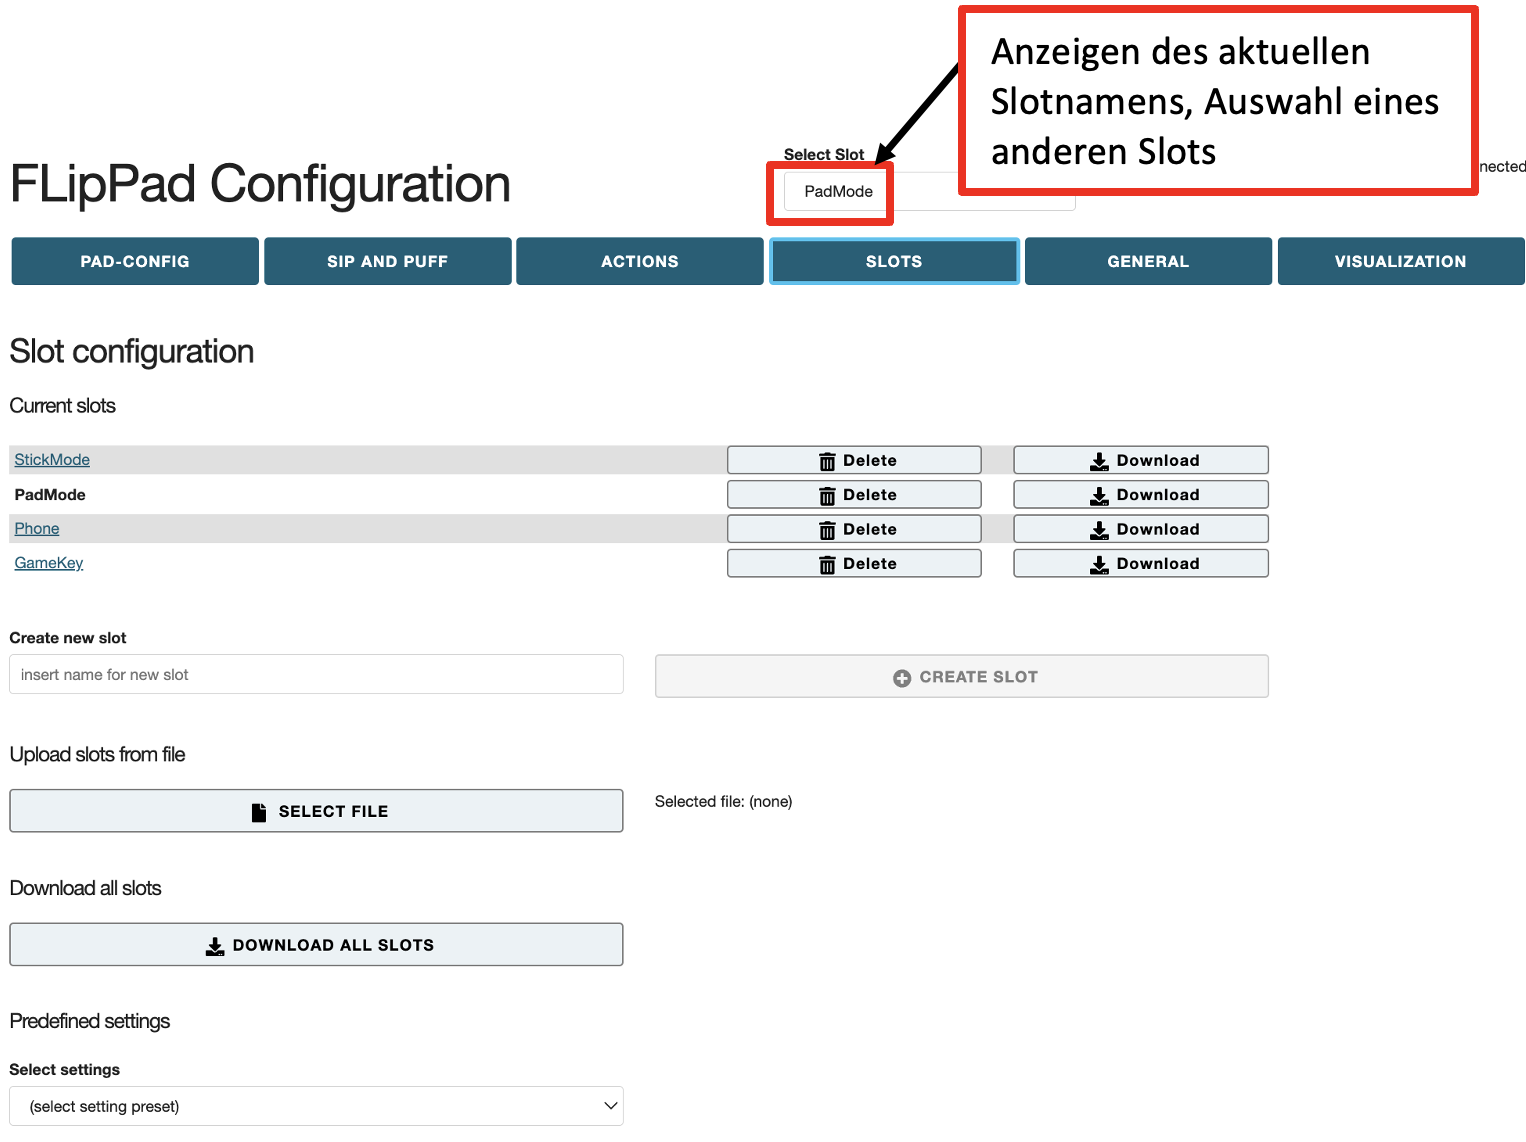 Anzeigen des aktuellen
Slotnamens, Auswahl eines
anderen Slots
FLipPad Configuration
Select Slot
PadMode
nected
PAD-CONFIG
SIP AND PUFF
ACTIONS
SLOTS
GENERAL
VISUALIZATION
Slot configuration
Current slots
StickMode
Delete
Download
PadMode
Delete
Download
Phone
Delete
Download
GameKey
Delete
Download
Create new slot
insert name for new slot
CREATE SLOT
Upload slots from file
SELECT FILE
Selected file: (none)
Download all slots
DOWNLOAD ALL SLOTS
Predefined settings
Select settings
(select setting preset)